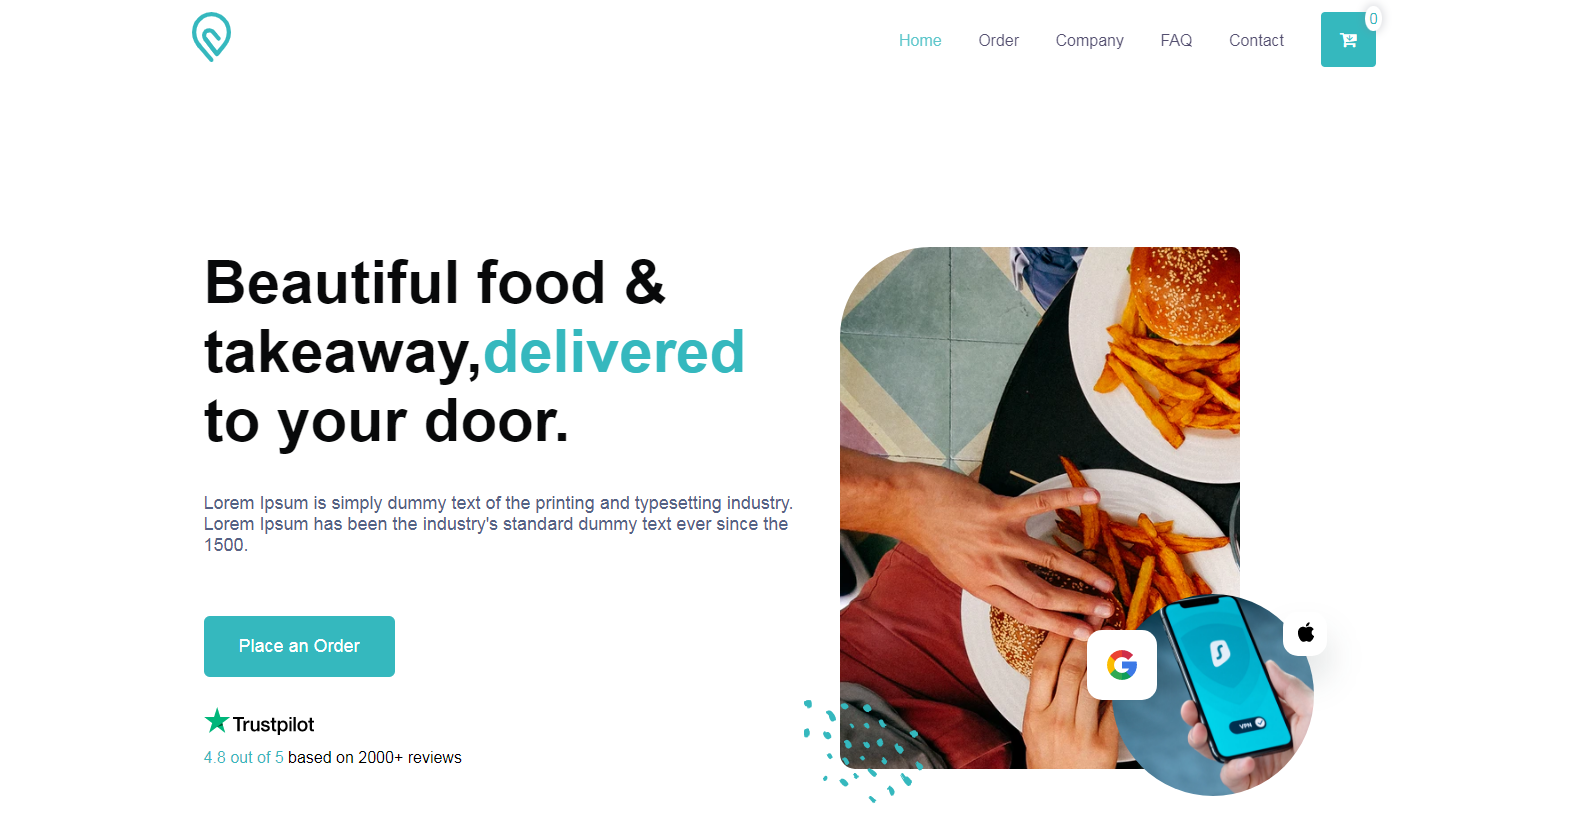 Home Order Company FAQ Contact 0
Beautiful food &
takeaway,delivered
to your door.
Lorem Ipsum is simply dummy text of the printing and typesetting industry.
Lorem Ipsum has been the industry's standard dummy text ever since the
1500.
Place an Order
Trustpilot
4.8 out of 5 based on 2000+ reviews
G
VPN